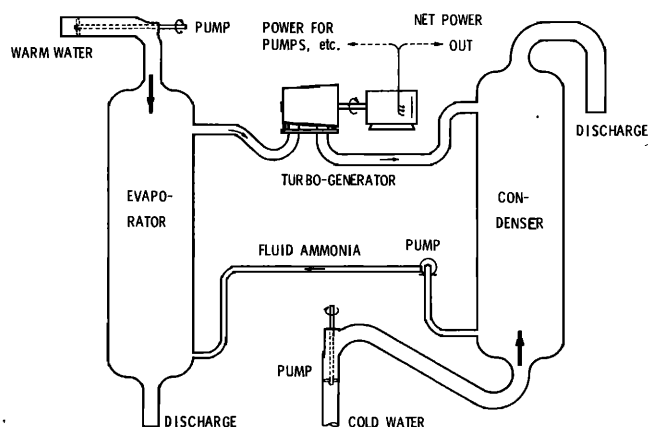 PUMP
WARM WATER
POWER FOR
PUMPS, etc.
NET POWER
OUT
DISCHARGE
TURBO-GENERATOR
EVAPO-
RATOR
CON-
DENSER
FLUID AMMONIA
PUMP
PUMP
DISCHARGE
COLD WATER